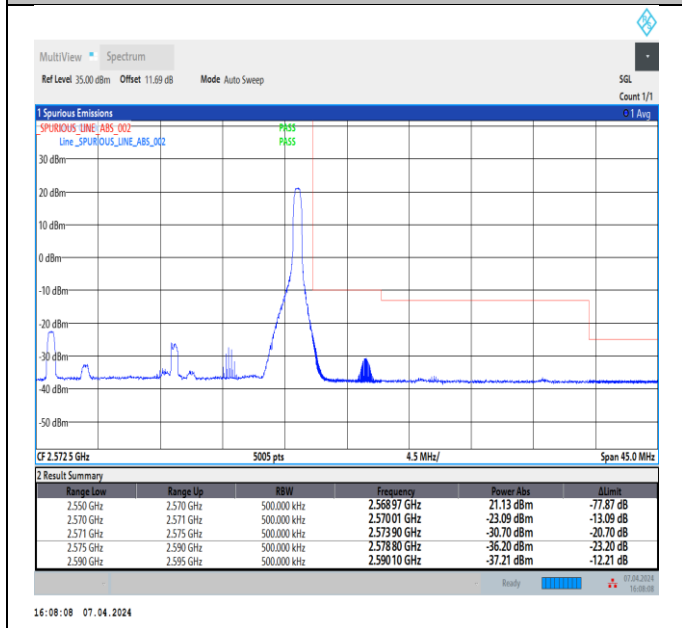 MultiView Spectrum
Ref Level 35.00 dBm Offset 11.69 dB Mode Auto Sweep SGL
Count 1/1
1 Spurious Emissions 1 Avg
_SPURIOUS_LINE_ABS_002 PASS
Line _SPURIOUS_LINE_ABS_002 PASS
30 dBm
20 dBm
10 dBm
0 dBm
-10 dBm
-20 dBm
-30 dBm
-40 dBm
-50 dBm
CF 2.572 5 GHz 5005 pts 4.5 MHz/ Span 45.0 MHz
2 Result Summary
Range Low Range Up RBW Frequency Power Abs ΔLimit
2.550 GHz 2.570 GHz 500.000 kHz 2.568 97 GHz 21.13 dBm -77.87 dB
2.570 GHz 2.571 GHz 500.000 kHz 2.570 01 GHz -23.09 dBm -13.09 dB
2.571 GHz 2.575 GHz 500.000 kHz 2.573 90 GHz -30.70 dBm -20.70 dB
2.575 GHz 2.590 GHz 500.000 kHz 2.578 80 GHz -36.20 dBm -23.20 dB
2.590 GHz 2.595 GHz 500.000 kHz 2.590 10 GHz -37.21 dBm -12.21 dB
Ready 07.04.2024
16:08:08
16:08:08 07.04.2024